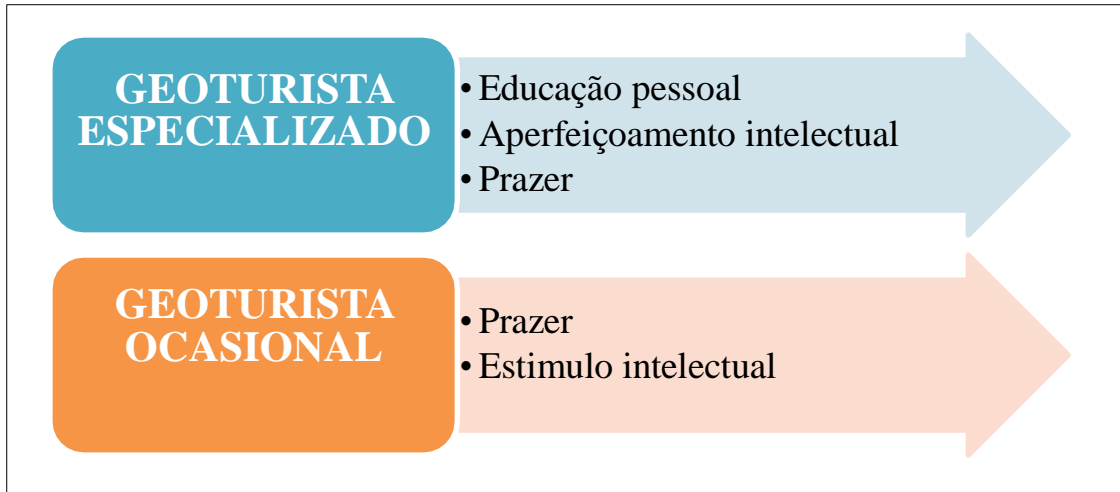 GEOTURISTA
ESPECIALIZADO
• Educação pessoal
• Aperfeiçoamento intelectual
• Prazer
GEOTURISTA
OCASIONAL
• Prazer
• Estimulo intelectual